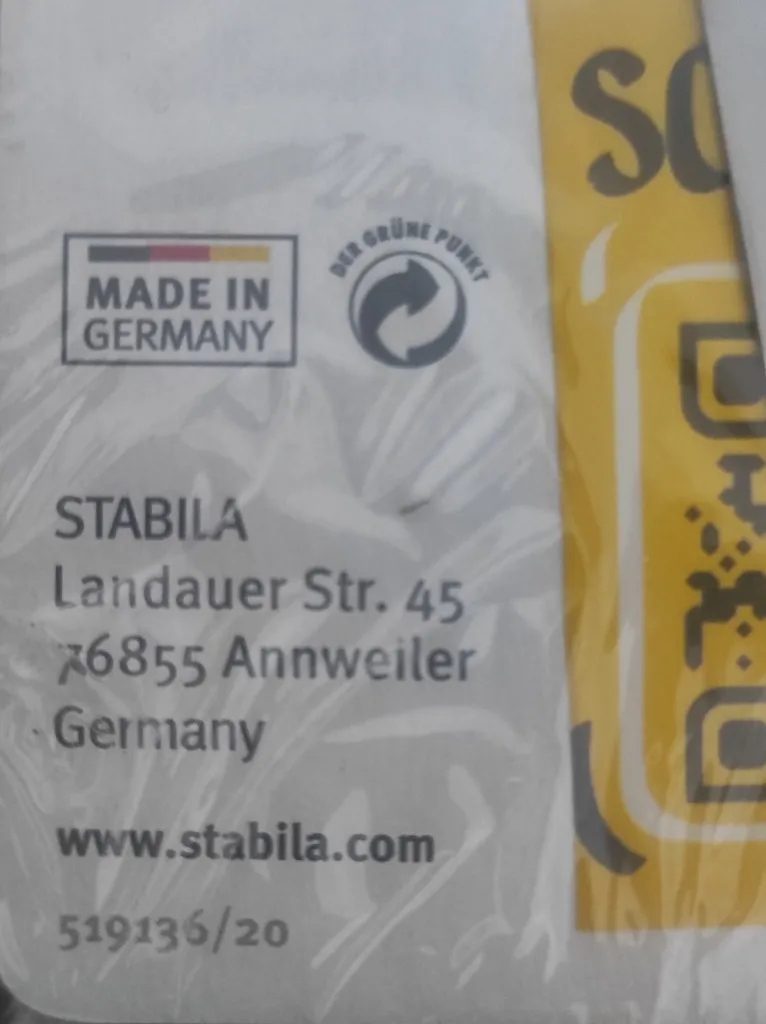 MADE IN
GERMANY
DER GRÜNE PUNKT
STABILA
Landauer Str. 45
76855 Annweiler
Germany
www.stabila.com
519136/20